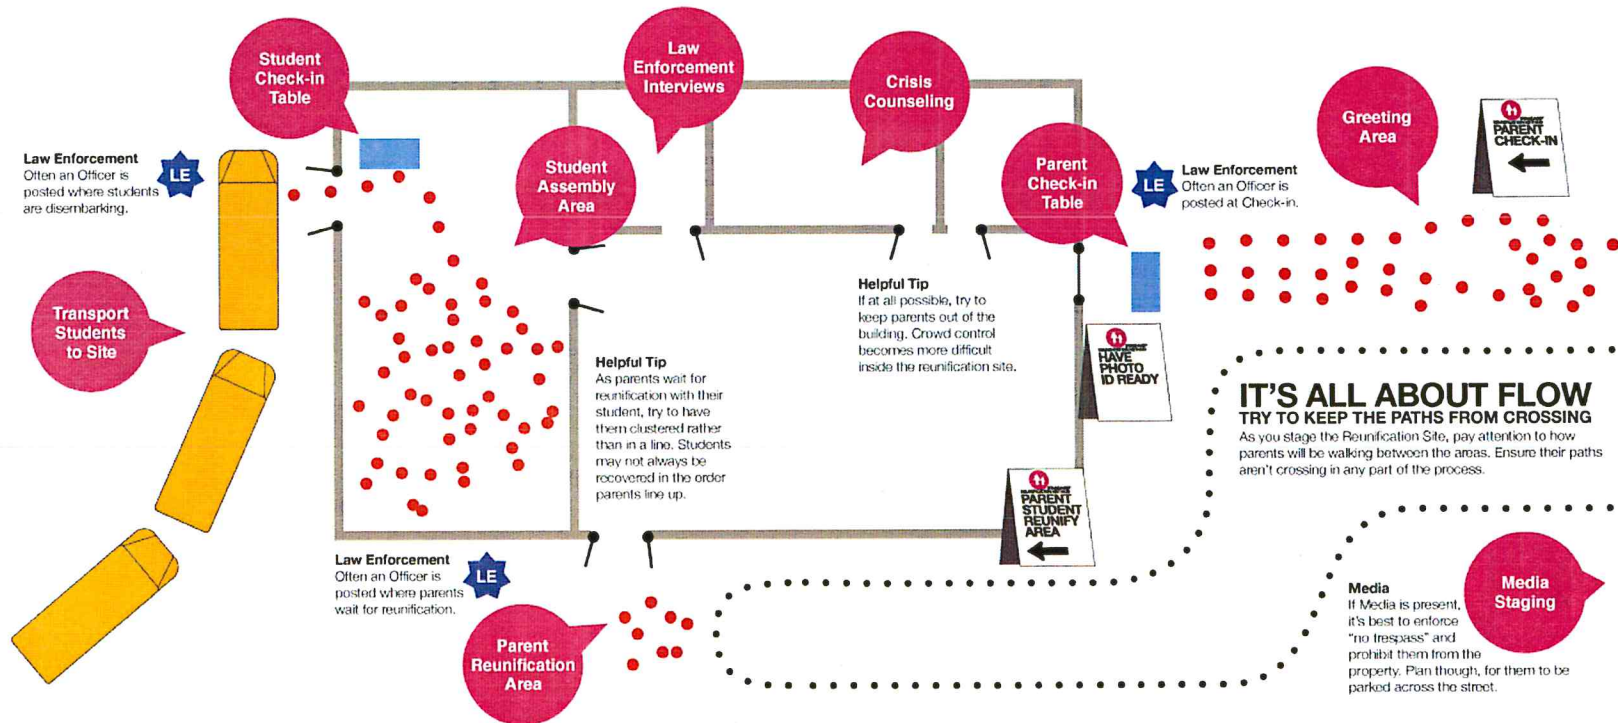 Student
Check-in
Table
Law
Enforcement
Interviews
Crisis
Counseling
Greeting
Area
PARENT
CHECK-IN
Law Enforcement
Often an Officer is
posted where students
are disembarking.
LE
Student
Assembly
Area
Parent
Check-in
Table
LE
Law Enforcement
Often an Officer is
posted at Check-in.
Transport
Students
to Site
Helpful Tip
If at all possible, try to
keep parents out of the
building. Crowd control
becomes more difficult
inside the reunification site.
HAVE
PHOTO
ID READY
Helpful Tip
As parents wait for
reunification with their
student, try to have
them clustered rather
than in a line. Students
may not always be
recovered in the order
parents line up.
IT'S ALL ABOUT FLOW
TRY TO KEEP THE PATHS FROM CROSSING
As you stage the Reunification Site, pay attention to how
parents will be walking between the areas. Ensure their paths
aren't crossing in any part of the process.
PARENT
STUDENT
REUNIFY
AREA
Law Enforcement
Often an Officer is
posted where parents
wait for reunification.
LE
Parent
Reunification
Area
Media
If Media is present,
it's best to enforce
"no trespass" and
prohibit them from the
property. Plan though, for them to be
parked across the street.
Media
Staging